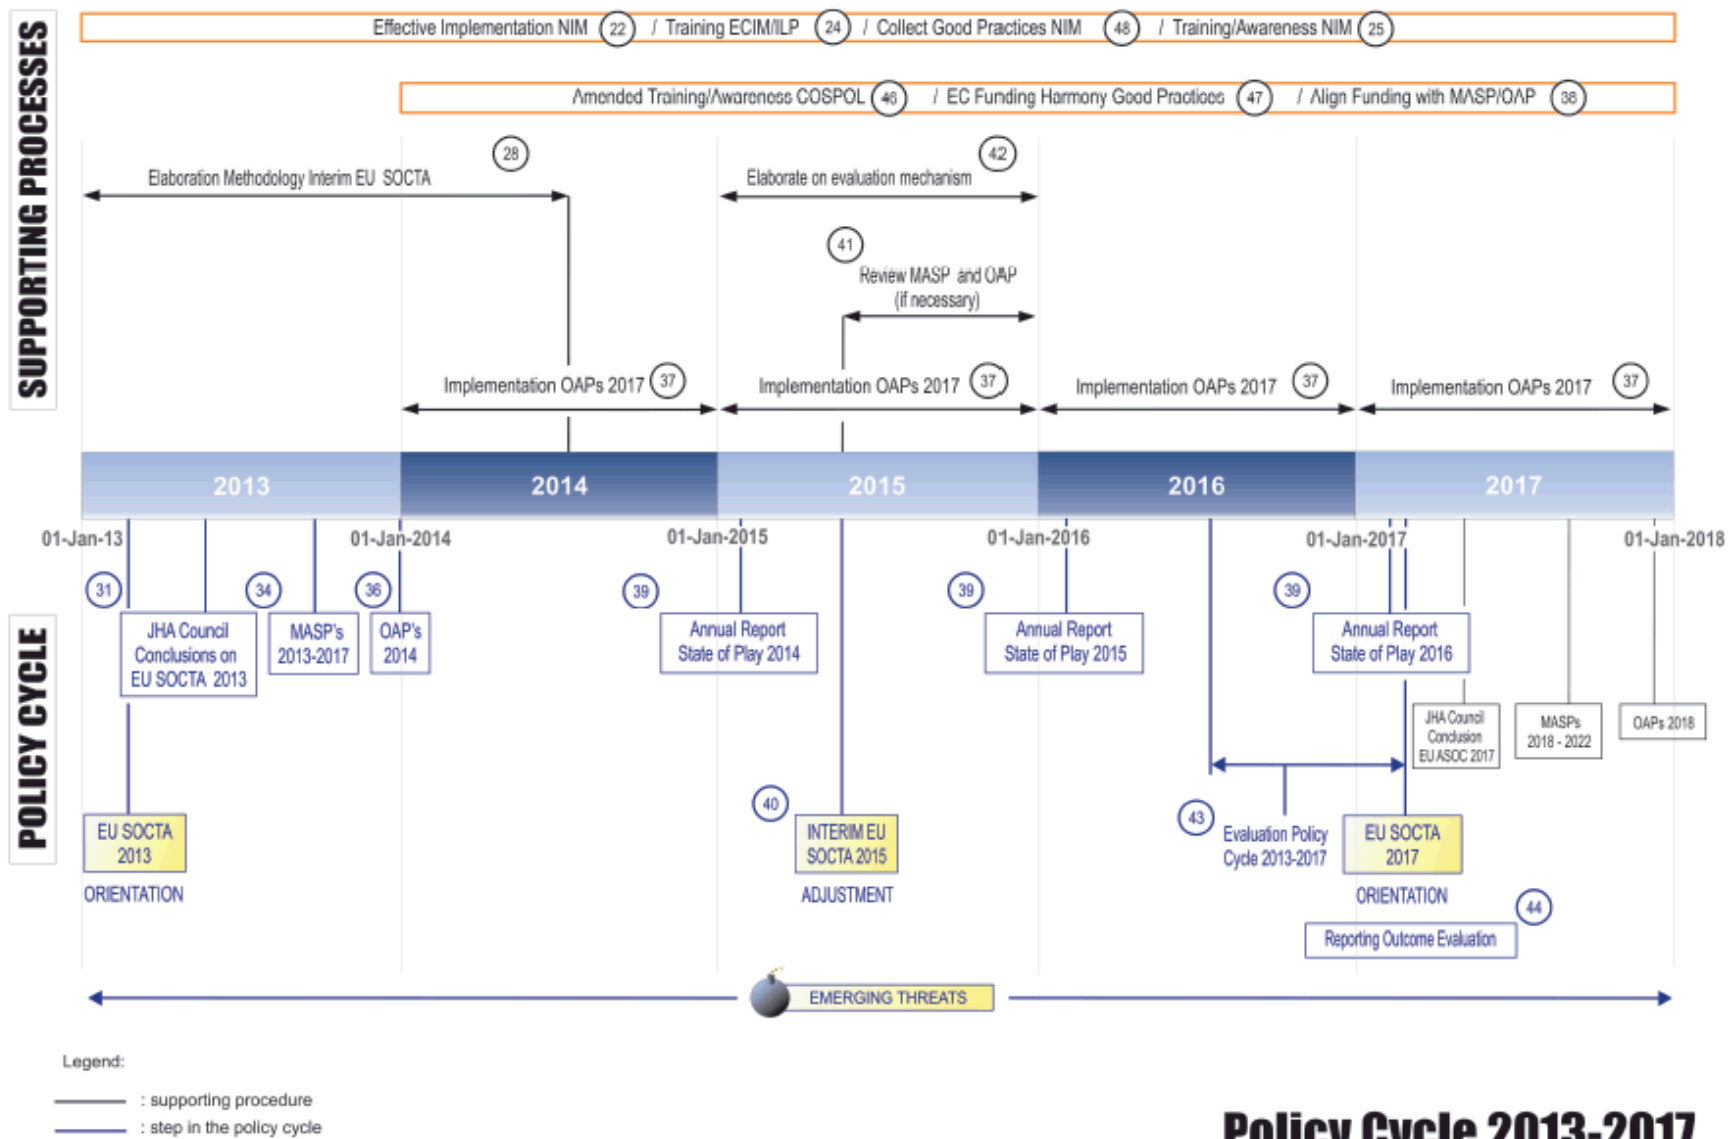 SUPPORTING PROCESSES
Effective Implementation NIM 22 / Training ECIM/ILP 24 / Collect Good Practices NIM 48 / Training/Awareness NIM 25
Amended Training/Awareness COSPOL 46 / EC Funding Harmony Good Practices 47 / Align Funding with MASP/OAP 38
28
Elaboration Methodology Interim EU SOCTA
42
Elaborate on evaluation mechanism
41
Review MASP and OAP
(if necessary)
Implementation OAPs 2017 37
Implementation OAPs 2017 37
Implementation OAPs 2017 37
Implementation OAPs 2017 37
2013
2014
2015
2016
2017
01-Jan-13
01-Jan-2014
01-Jan-2015
01-Jan-2016
01-Jan-2017
01-Jan-2018
POLICY CYCLE
31
JHA Council
Conclusions on
EU SOCTA 2013
34
MASP's
2013-2017
36
OAP's
2014
39
Annual Report
State of Play 2014
39
Annual Report
State of Play 2015
39
Annual Report
State of Play 2016
JHA Council
Conclusion
EU ASOC 2017
MASPs
2018 - 2022
OAPs 2018
EU SOCTA
2013
ORIENTATION
40
INTERIM EU
SOCTA 2015
ADJUSTMENT
43
Evaluation Policy
Cycle 2013-2017
EU SOCTA
2017
ORIENTATION
44
Reporting Outcome Evaluation
EMERGING THREATS
Legend:
: supporting procedure
: step in the policy cycle
Policy Cycle 2013-2017